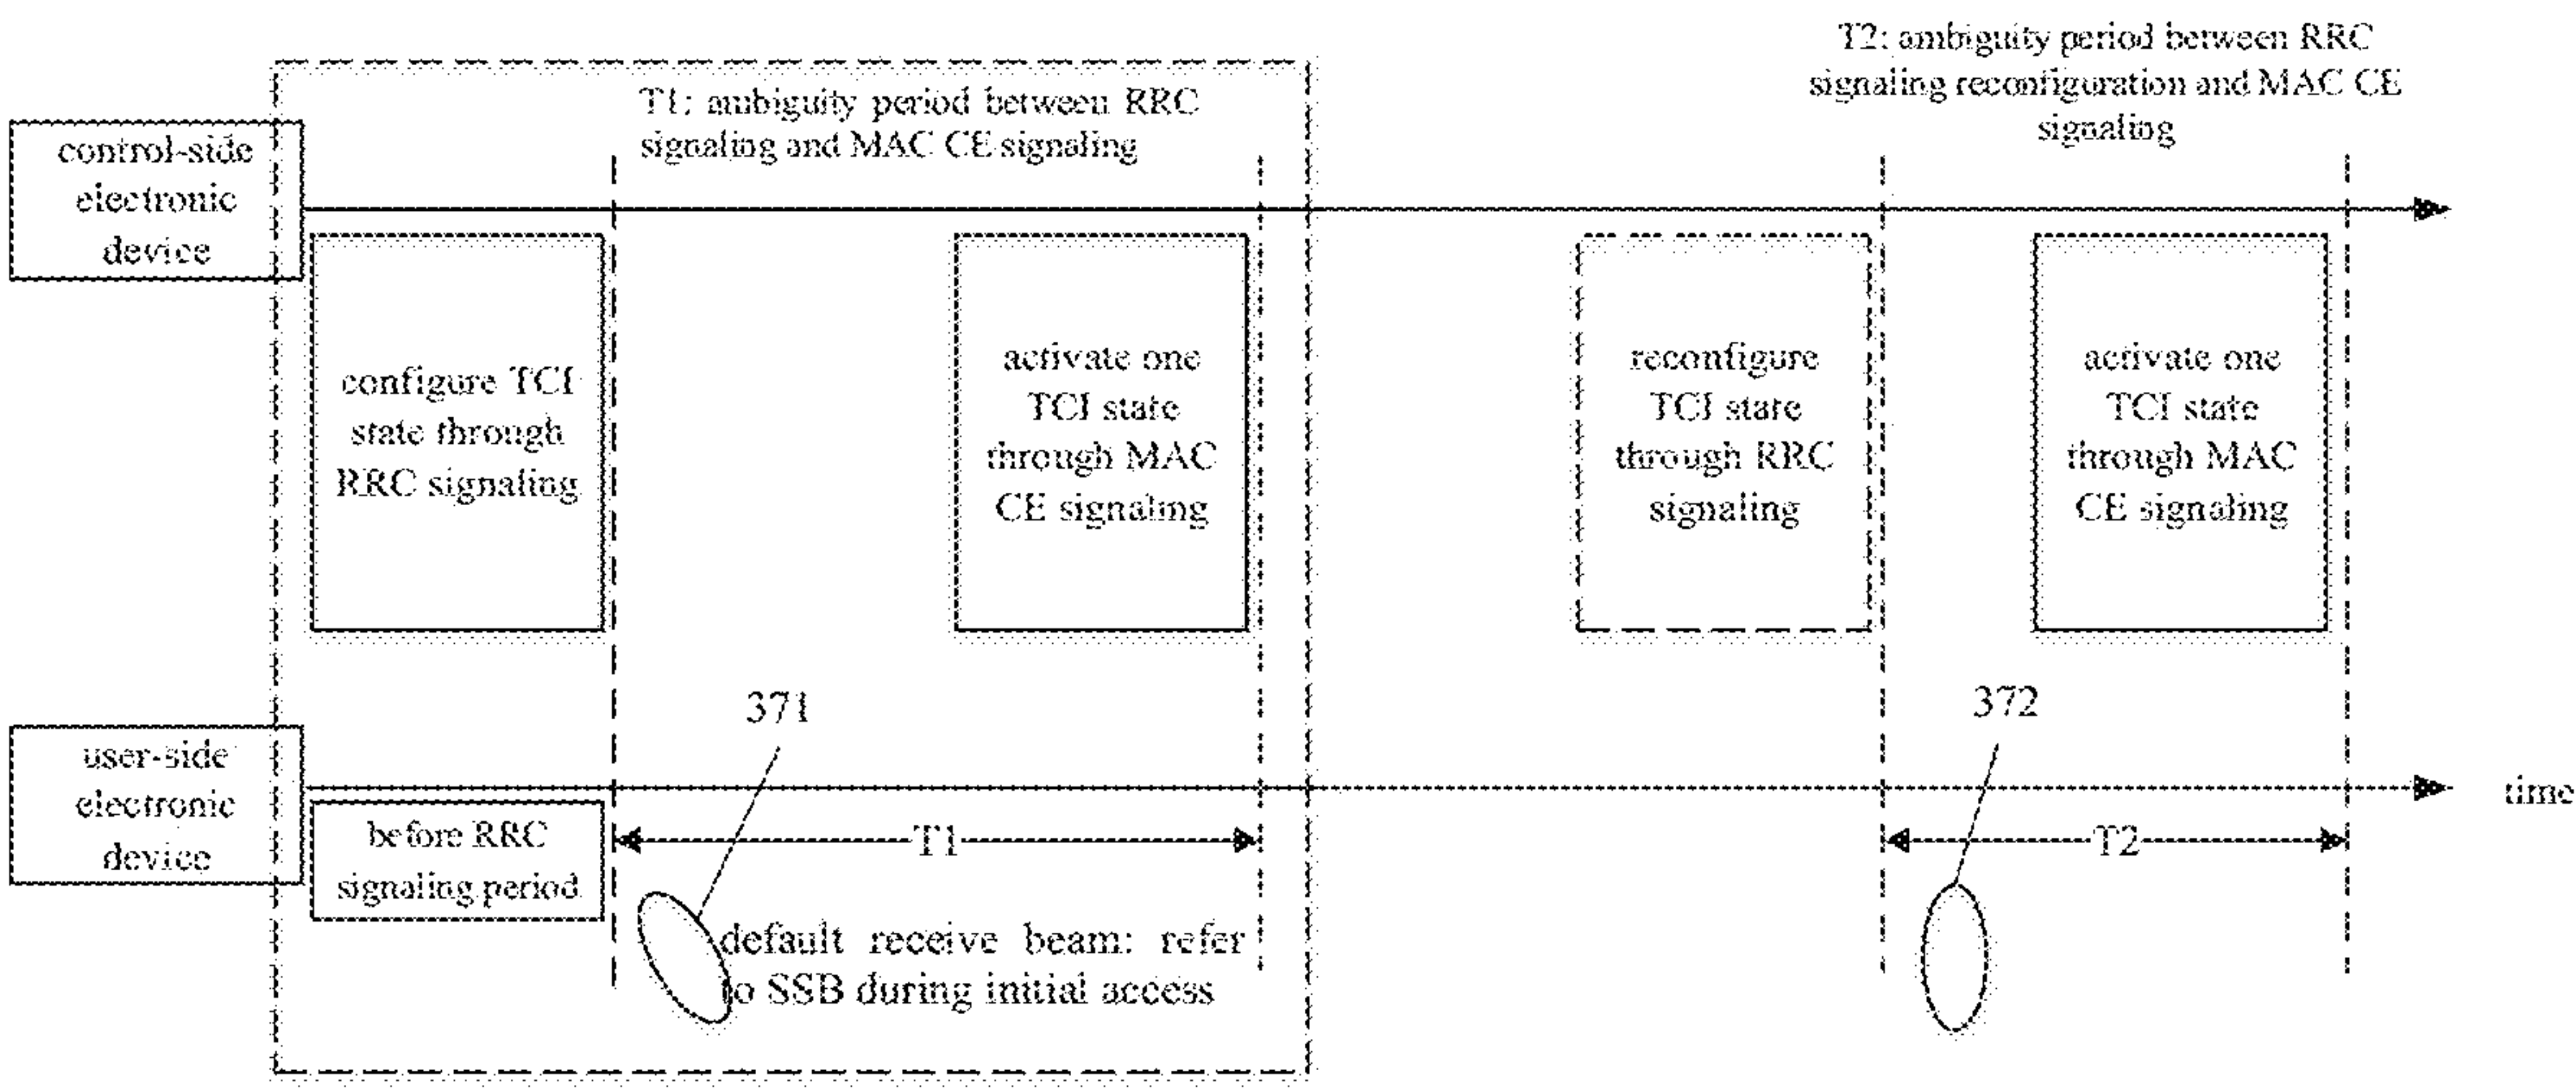 T2: ambiguity period between RRC
signaling reconfiguration and MAC CE
signaling
T1: ambiguity period between RRC
signaling and MAC CE signaling
control-side
electronic
device
configure TCI
state through
RRC signaling
activate one
TCI state
through MAC
CE signaling
reconfigure
TCI state
through RRC
signaling
activate one
TCI state
through MAC
CE signaling
371
372
user-side
electronic
device
time
before RRC
signaling period
T1
T2
default receive beam: refer
to SSB during initial access